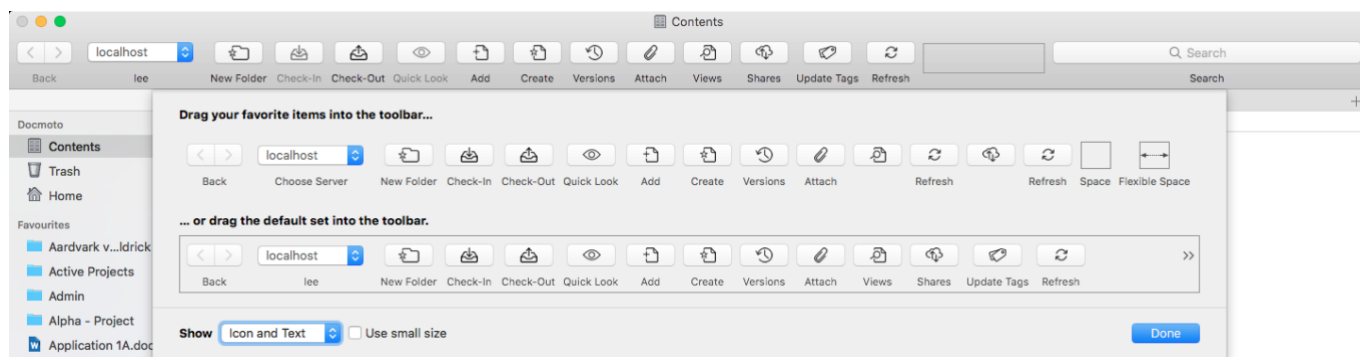 Contents
localhost
Search
Back lee New Folder Check-In Check-Out Quick Look Add Create Versions Attach Views Shares Update Tags Refresh Search
Docmoto
Contents
Trash
Home
Favourites
Aardvark v...ldrick
Active Projects
Admin
Alpha - Project
Application 1A.doc
Drag your favorite items into the toolbar...
localhost
Back Choose Server New Folder Check-In Check-Out Quick Look Add Create Versions Attach Refresh Refresh Space Flexible Space
... or drag the default set into the toolbar.
localhost
Back lee New Folder Check-In Check-Out Quick Look Add Create Versions Attach Views Shares Update Tags Refresh
Show Icon and Text Use small size Done